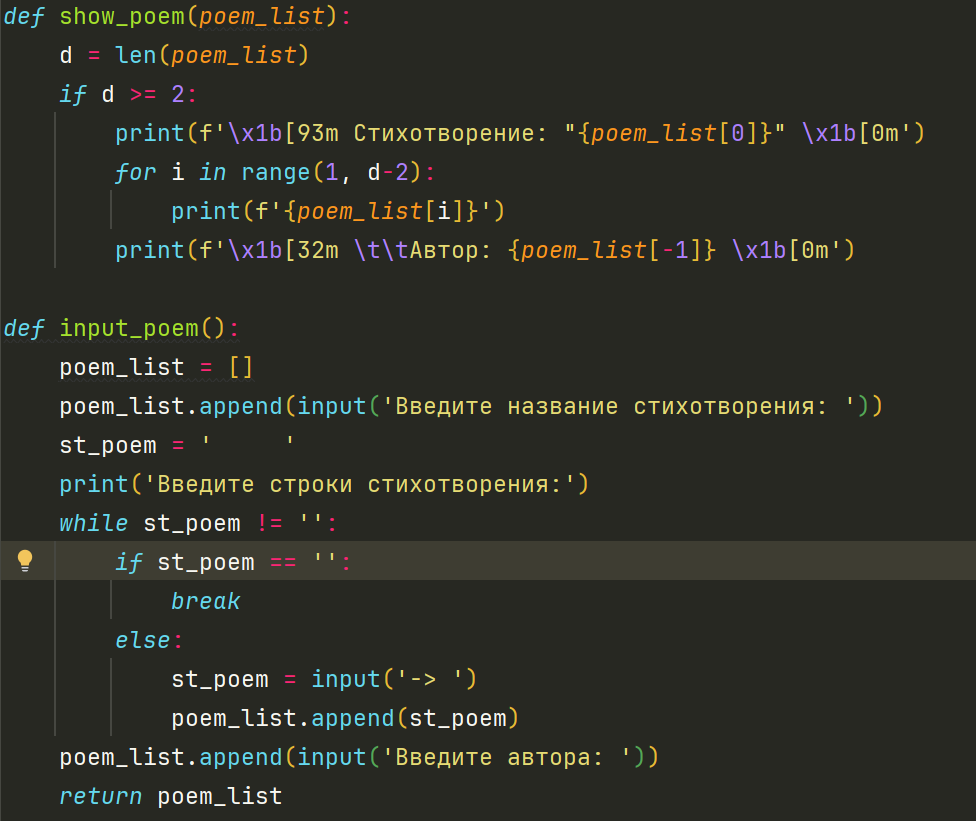 def show_poem(poem_list):
    d = len(poem_list)
    if d >= 2:
        print(f'\x1b[93m Стихотворение: "{poem_list[0]}" \x1b[0m')
        for i in range(1, d-2):
            print(f'{poem_list[i]}')
        print(f'\x1b[32m \t\tАвтор: {poem_list[-1]} \x1b[0m')

def input_poem():
    poem_list = []
    poem_list.append(input('Введите название стихотворения: '))
    st_poem = '     '
    print('Введите строки стихотворения:')
    while st_poem != '':
        if st_poem == '':
            break
        else:
            st_poem = input('-> ')
            poem_list.append(st_poem)
    poem_list.append(input('Введите автора: '))
    return poem_list